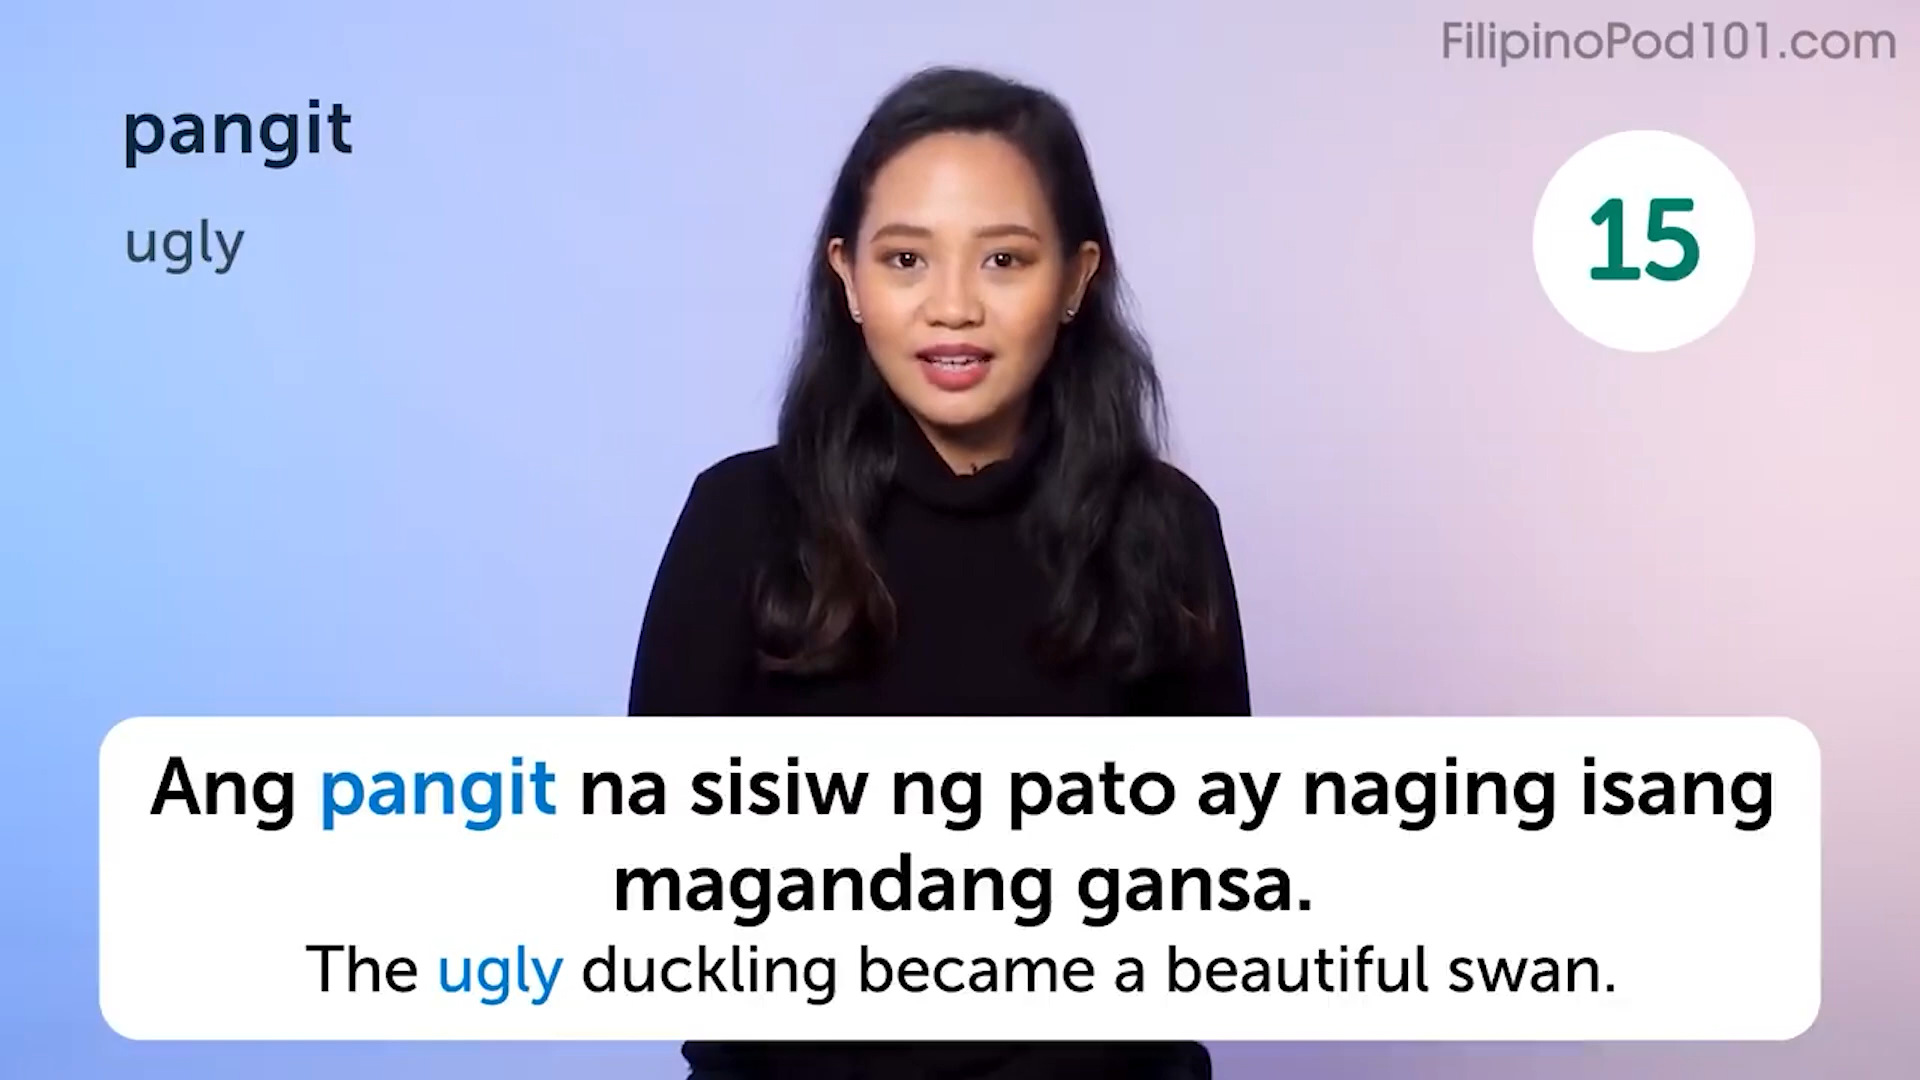 FilipinoPod101.com
pangit
ugly
15
Ang pangit na sisiw ng pato ay naging isang
magandang gansa.
The ugly duckling became a beautiful swan.